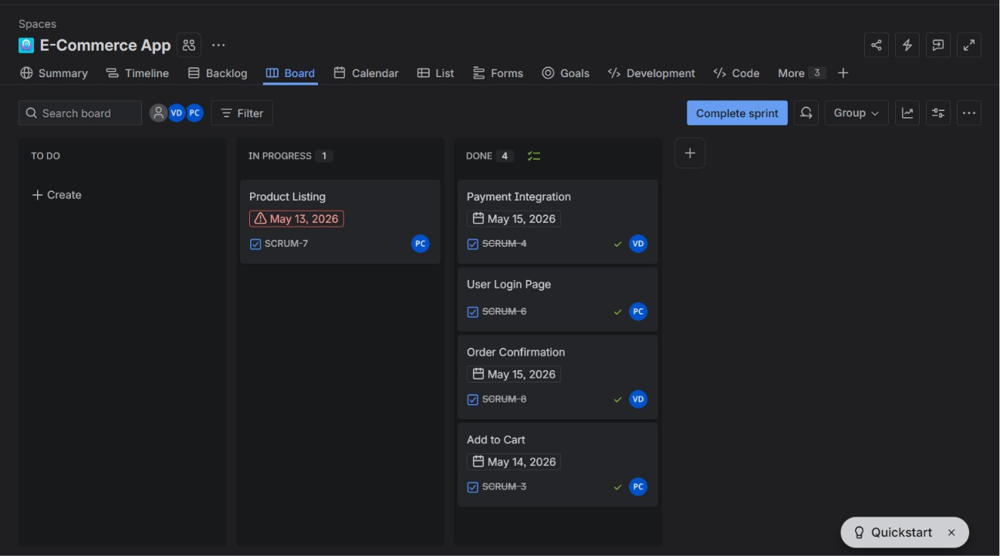 Spaces
E-Commerce App
Summary Timeline Backlog Board Calendar List Forms Goals Development Code More 3
Search board VD PC Filter Complete sprint Group
TO DO
Create
IN PROGRESS 1
Product Listing
May 13, 2026
SCRUM-7 PC
DONE 4
Payment Integration
May 15, 2026
SCRUM-4 VD
User Login Page
SCRUM-6 PC
Order Confirmation
May 15, 2026
SCRUM-8 VD
Add to Cart
May 14, 2026
SCRUM-3 PC
Quickstart